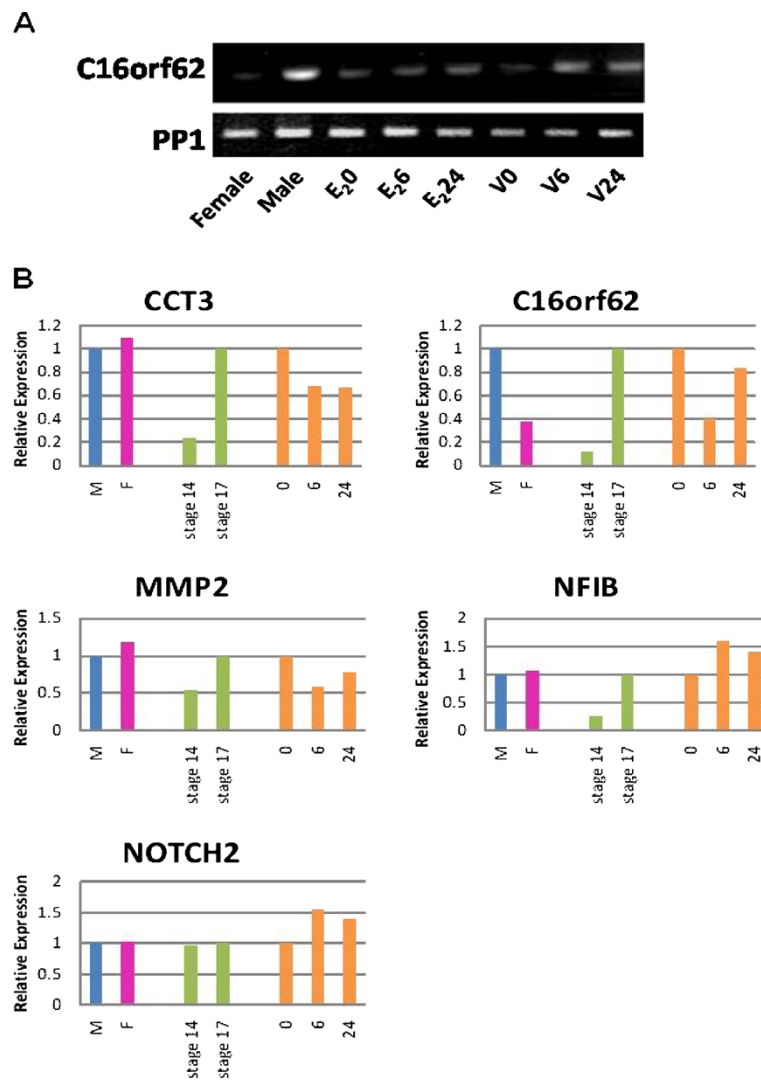 A
C16orf62
PP1
Female Male E₂0 E₂6 E₂24 V0 V6 V24
B
CCT3
Relative Expression
1.2
1
0.8
0.6
0.4
0.2
0
M F stage 14 stage 17 0 6 24
C16orf62
Relative Expression
1.2
1
0.8
0.6
0.4
0.2
0
M F stage 14 stage 17 0 6 24
MMP2
Relative Expression
1.5
1
0.5
0
M F stage 14 stage 17 0 6 24
NFIB
Relative Expression
2
1.5
1
0.5
0
M F stage 14 stage 17 0 6 24
NOTCH2
Relative Expression
2
1.5
1
0.5
0
M F stage 14 stage 17 0 6 24